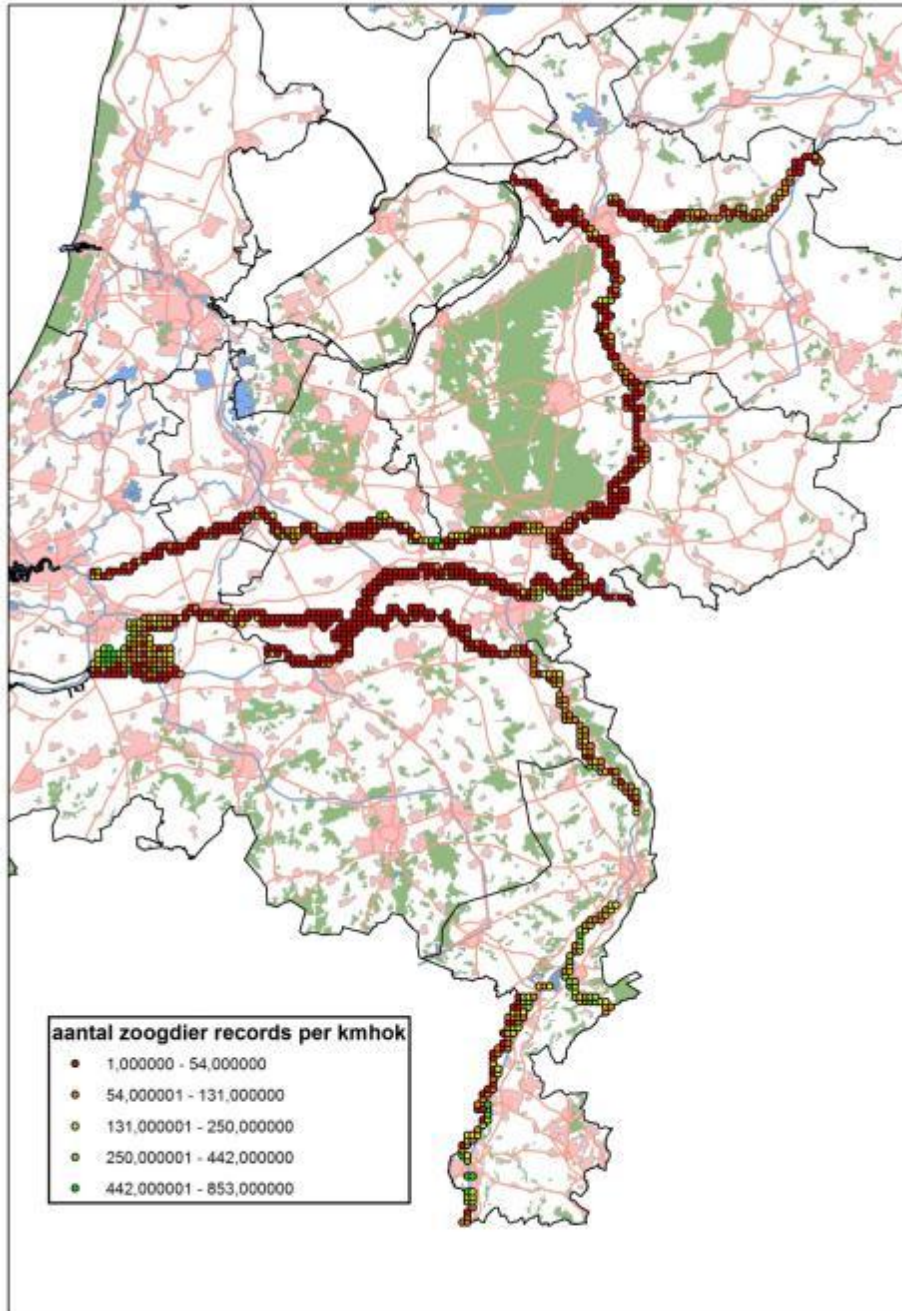 aantal zoogdier records per kmhok
1,000000 - 54,000000
54,000001 - 131,000000
131,000001 - 250,000000
250,000001 - 442,000000
442,000001 - 853,000000